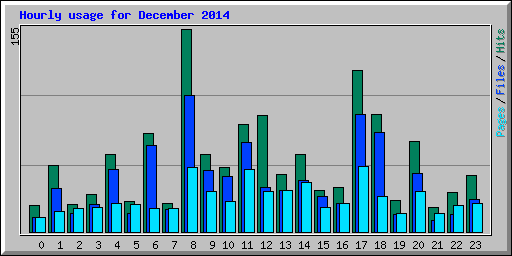 Hourly usage for December 2014
155
Pages / Files / Hits
0 1 2 3 4 5 6 7 8 9 10 11 12 13 14 15 16 17 18 19 20 21 22 23